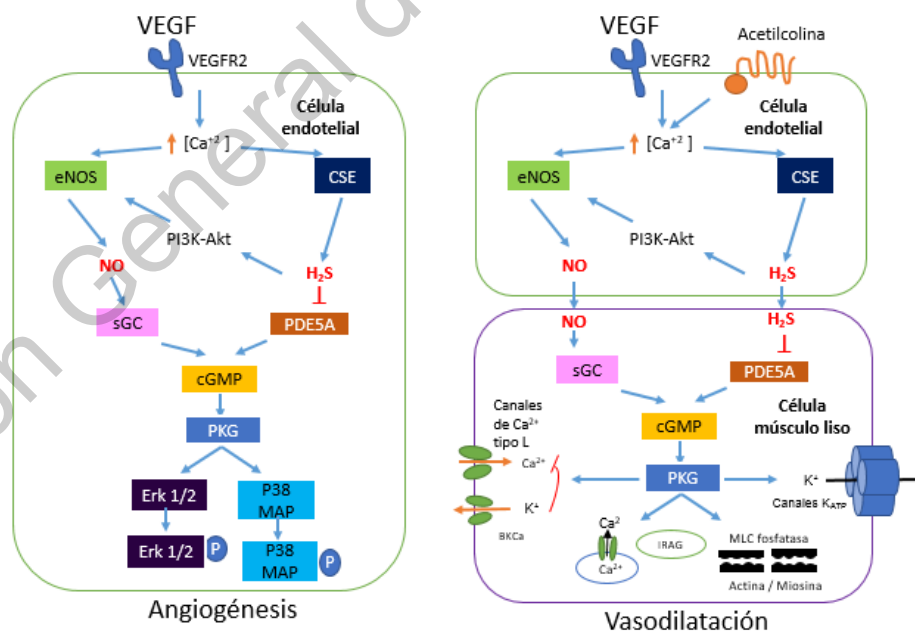 VEGF
VEGFR2
Célula
endotelial
[Ca⁺² ]
eNOS
CSE
PI3K-Akt
NO
H₂S
sGC
PDE5A
cGMP
PKG
Erk 1/2
P38
MAP
Erk 1/2
P
P38
MAP
P
Angiogénesis
VEGF
Acetilcolina
VEGFR2
Célula
endotelial
[Ca⁺² ]
eNOS
CSE
PI3K-Akt
NO
H₂S
NO
H₂S
sGC
PDE5A
Canales
de Ca²⁺
tipo L
Célula
músculo liso
cGMP
Ca²⁺
PKG
K⁺
Canales K_ATP
K⁺
BKCa
Ca²
Ca²⁺
IRAG
MLC fosfatasa
Actina / Miosina
Vasodilatación
ón General d